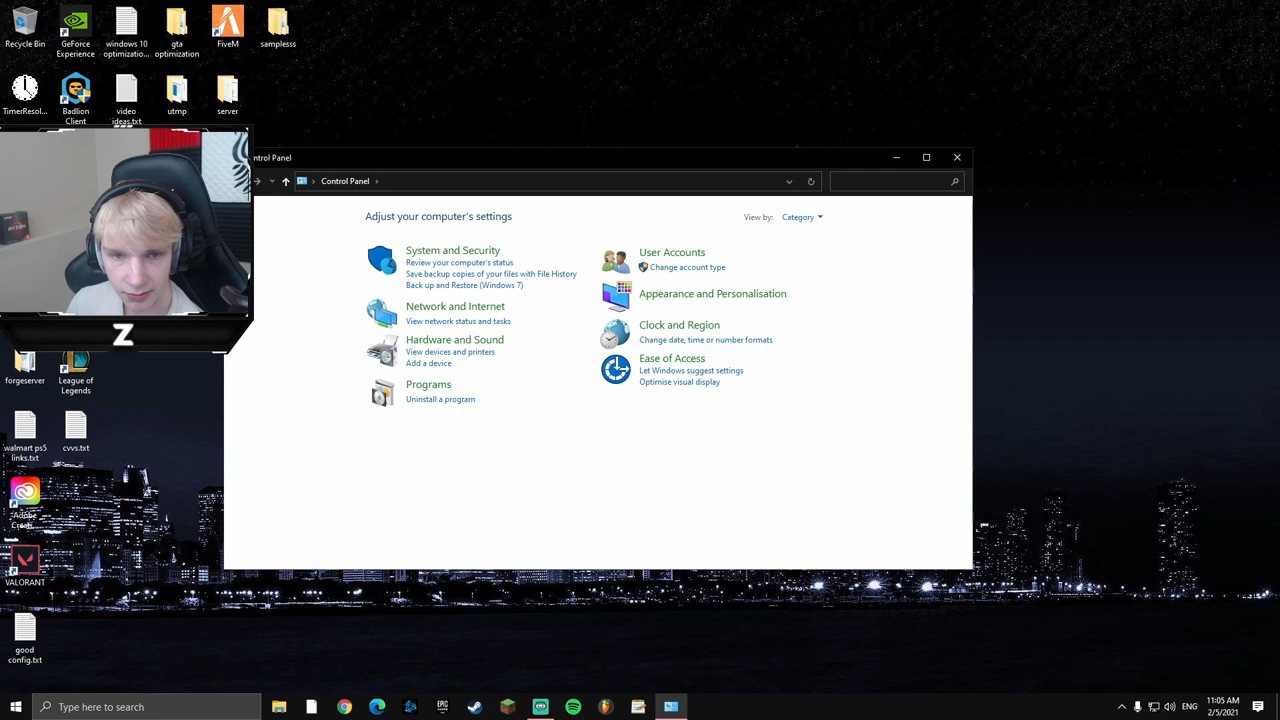 Recycle Bin
GeForce Experience
windows 10 optimizatio...
gta optimization
FiveM
samplesss
TimerResol...
Badlion Client
video ideas.txt
utmp
server
ntrol Panel
Control Panel
Adjust your computer's settings
View by: Category
System and Security
Review your computer's status
Save backup copies of your files with File History
Back up and Restore (Windows 7)
Network and Internet
View network status and tasks
Hardware and Sound
View devices and printers
Add a device
Programs
Uninstall a program
User Accounts
Change account type
Appearance and Personalisation
Clock and Region
Change date, time or number formats
Ease of Access
Let Windows suggest settings
Optimise visual display
Z
forgeserver
League of Legends
walmart ps5 links.txt
cvvs.txt
Adobe
VALORANT
good config.txt
Type here to search
EPIC
ENG
11:05 AM
2/5/2021